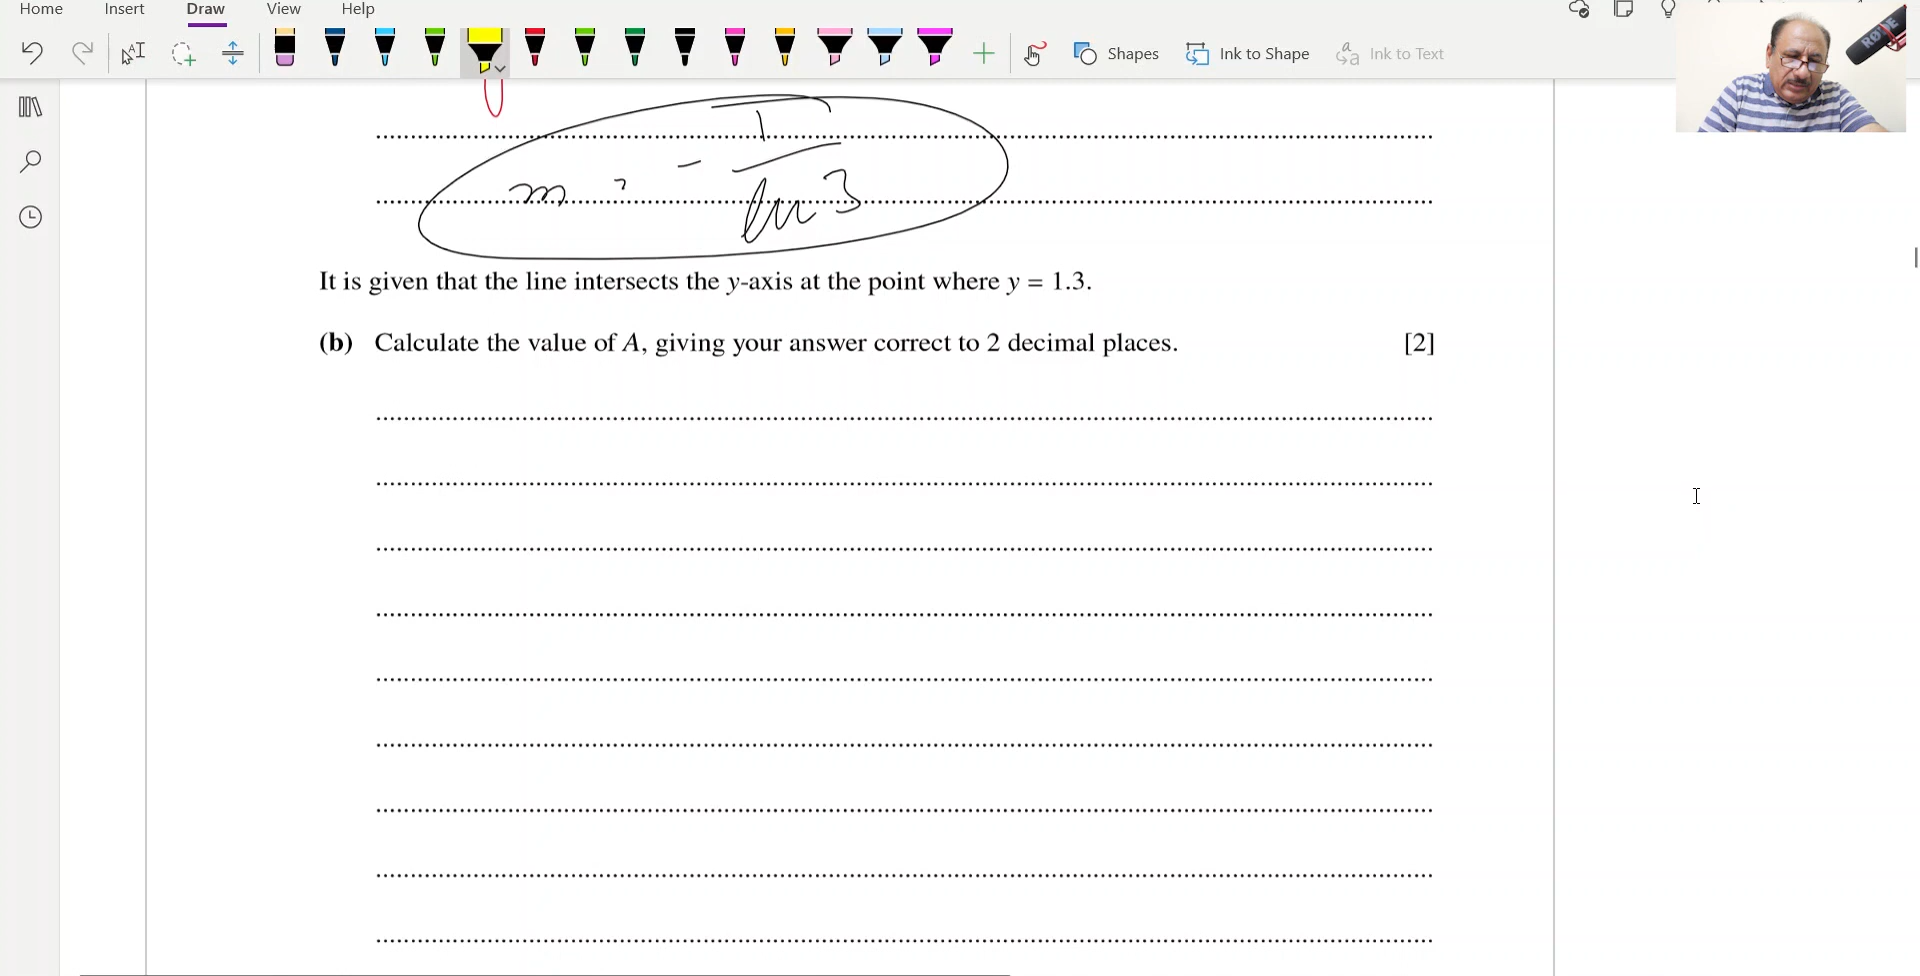 Home Insert Draw View Help
Shapes Ink to Shape Ink to Text
RØDE
m = - 1 / ln 3
It is given that the line intersects the y-axis at the point where y = 1.3.
(b) Calculate the value of A, giving your answer correct to 2 decimal places. [2]